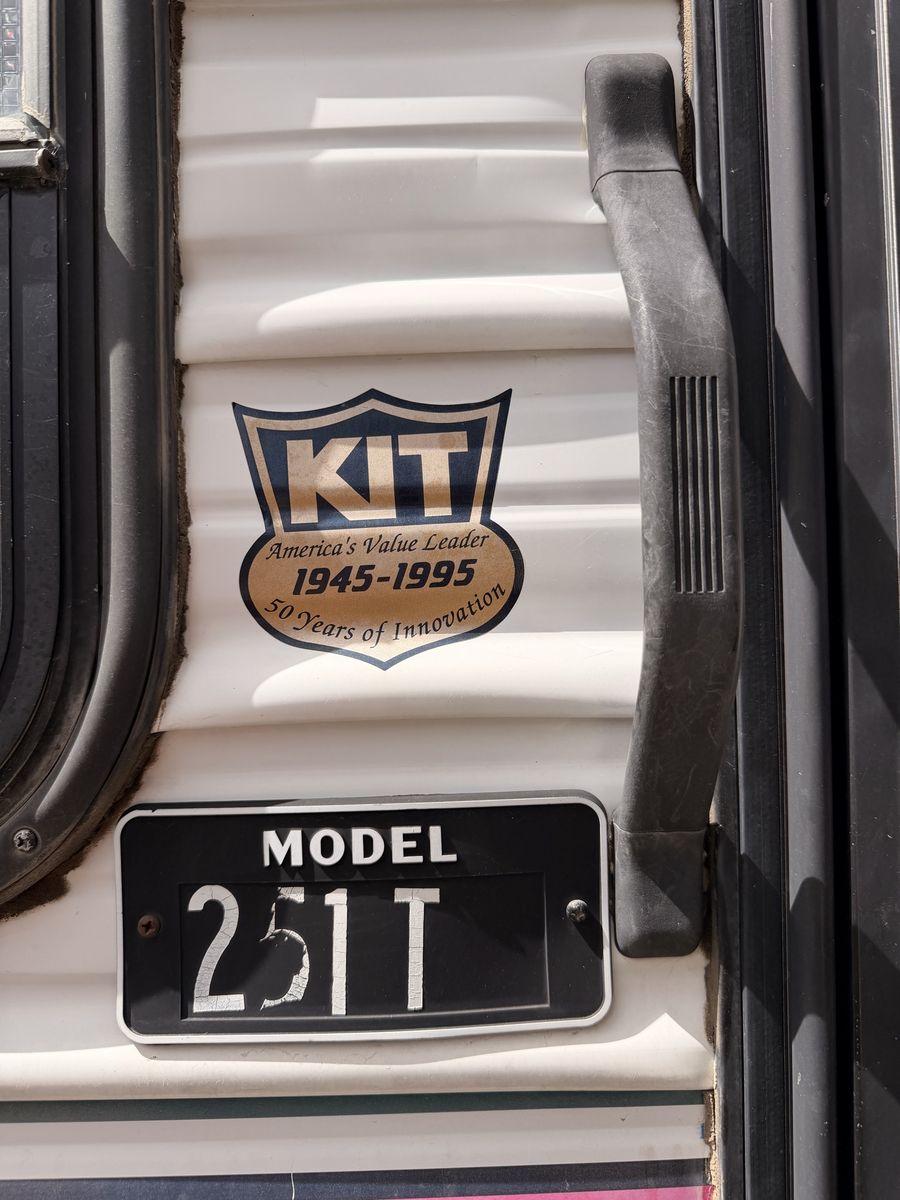 KIT
America's Value Leader
1945-1995
50 Years of Innovation
MODEL
251T